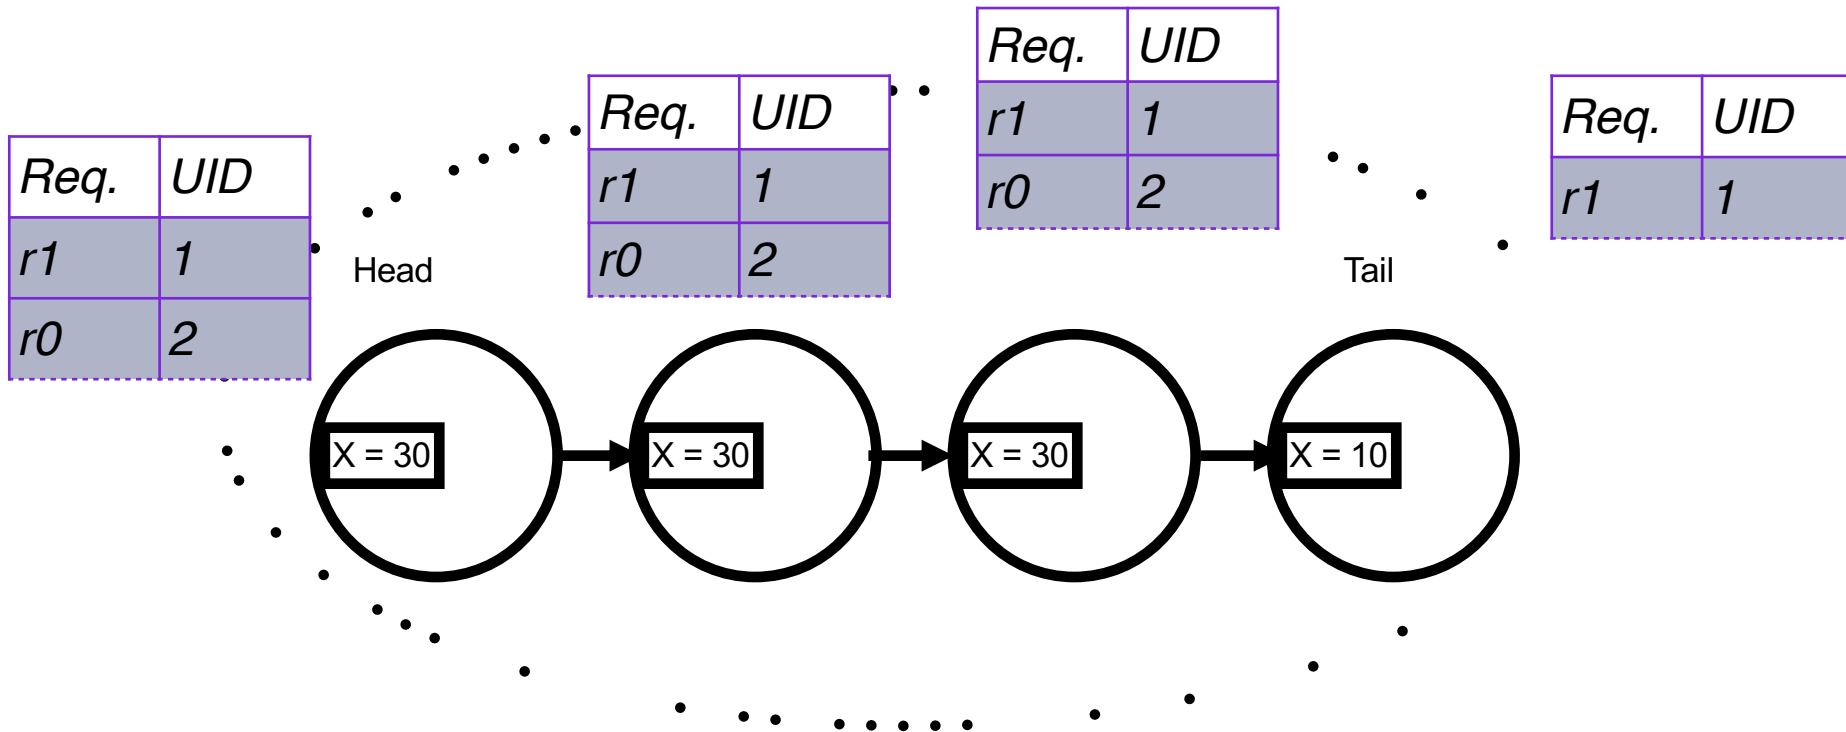 Req. UID
r1 1
r0 2
Req. UID
r1 1
r0 2
Req. UID
r1 1
r0 2
Req. UID
r1 1
Head
Tail
X = 30
X = 30
X = 30
X = 10